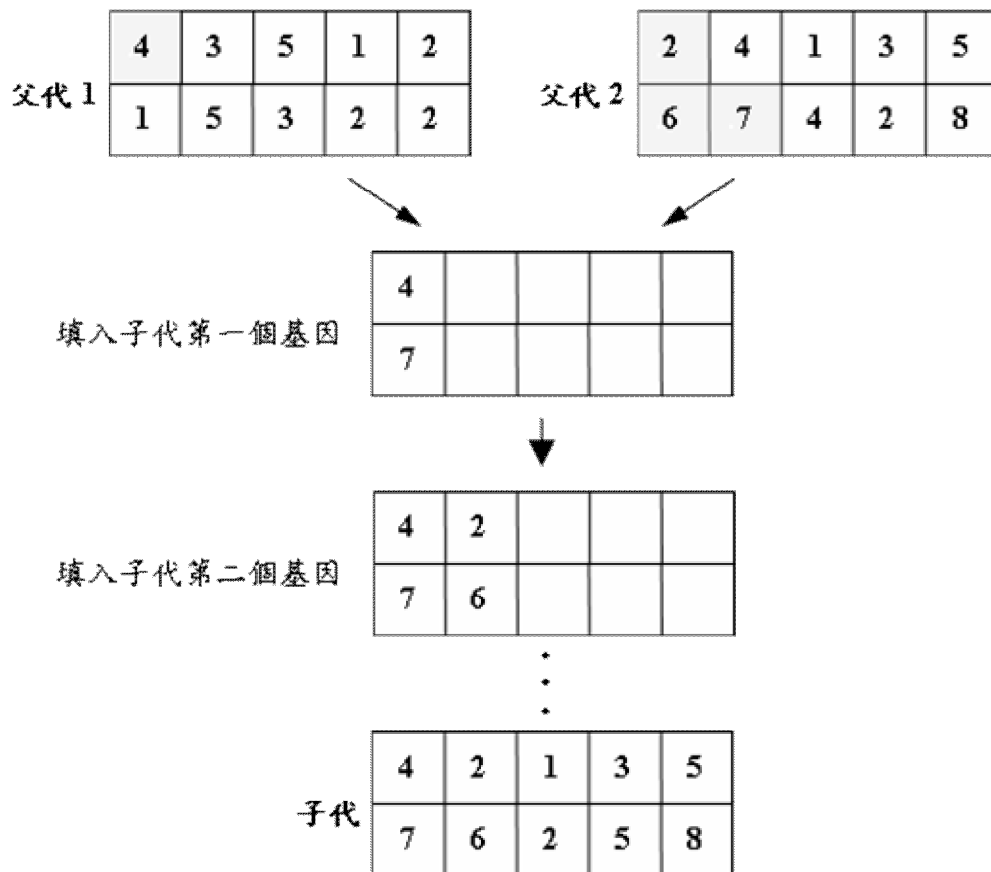 4 3 5 1 2
父代 1
1 5 3 2 2
2 4 1 3 5
父代 2
6 7 4 2 8
4
填入子代第一個基因
7
4 2
填入子代第二個基因
7 6
4 2 1 3 5
子代
7 6 2 5 8